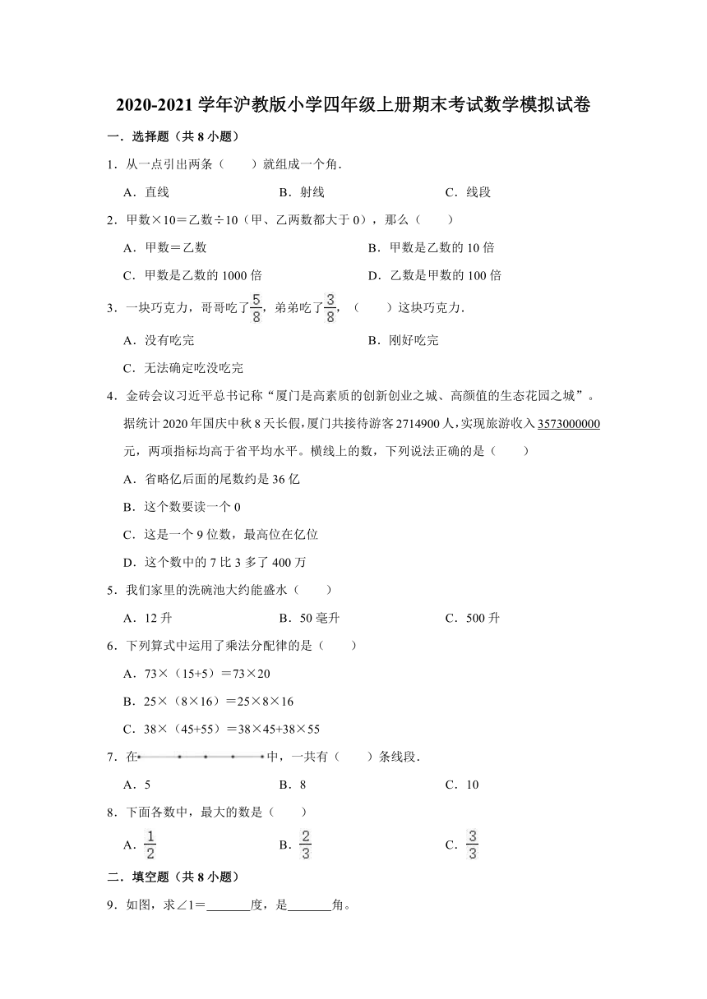 2020-2021学年沪教版小学四年级上册期末考试数学模拟试卷
一．选择题（共8小题）
1．从一点引出两条（　　）就组成一个角．
A．直线　B．射线　C．线段
2．甲数×10＝乙数÷10（甲、乙两数都大于0），那么（　　）
A．甲数＝乙数　B．甲数是乙数的10倍
C．甲数是乙数的1000倍　D．乙数是甲数的100倍
3．一块巧克力，哥哥吃了5/8，弟弟吃了3/8，（　　）这块巧克力．
A．没有吃完　B．刚好吃完
C．无法确定吃没吃完
4．金砖会议习近平总书记称“厦门是高素质的创新创业之城、高颜值的生态花园之城”。
据统计2020年国庆中秋8天长假，厦门共接待游客2714900人，实现旅游收入3573000000
元，两项指标均高于省平均水平。横线上的数，下列说法正确的是（　　）
A．省略亿后面的尾数约是36亿
B．这个数要读一个0
C．这是一个9位数，最高位在亿位
D．这个数中的7比3多了400万
5．我们家里的洗碗池大约能盛水（　　）
A．12升　B．50毫升　C．500升
6．下列算式中运用了乘法分配律的是（　　）
A．73×（15+5）＝73×20
B．25×（8×16）＝25×8×16
C．38×（45+55）＝38×45+38×55
7．在　中，一共有（　　）条线段．
A．5　B．8　C．10
8．下面各数中，最大的数是（　　）
A．1/2　B．2/3　C．3/3
二．填空题（共8小题）
9．如图，求∠1＝　度，是　角。